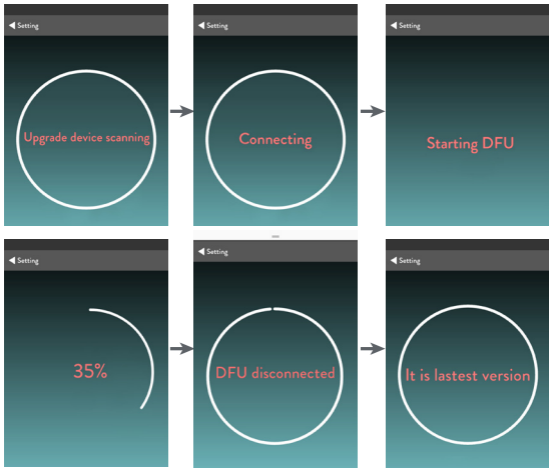 Setting
Upgrade device scanning
Setting
Connecting
Setting
Starting DFU
Setting
35%
Setting
DFU disconnected
Setting
It is lastest version